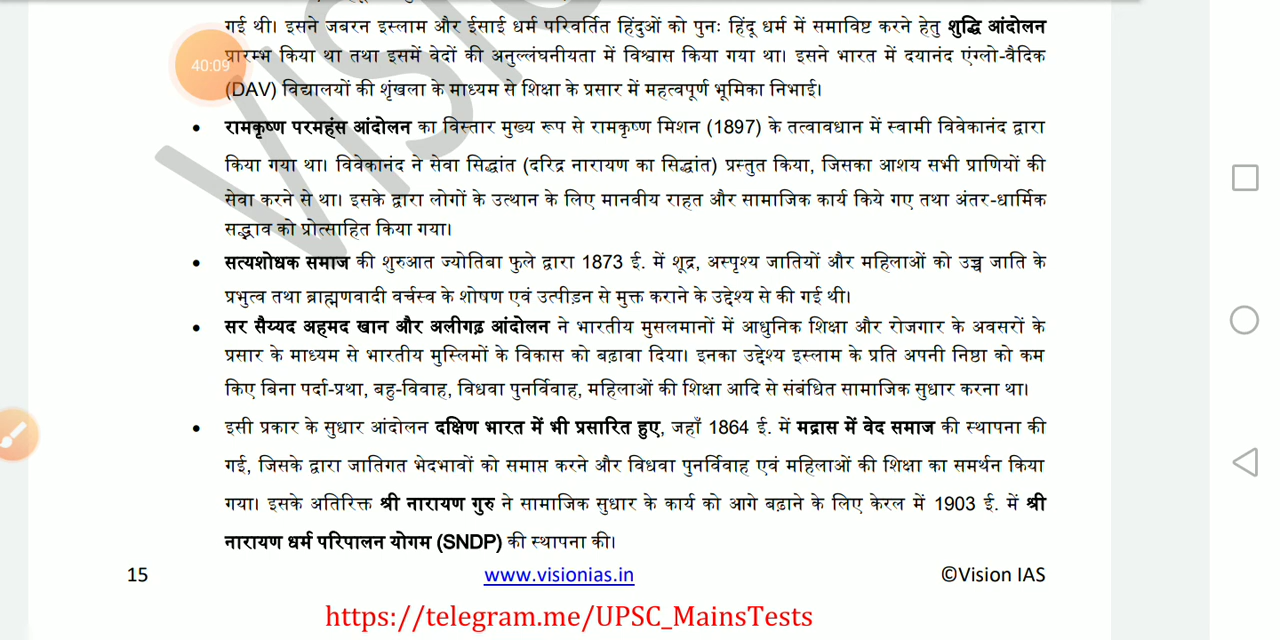 गई थी। इसने जबरन इस्लाम और ईसाई धर्म परिवर्तित हिंदुओं को पुनः हिंदू धर्म में समाविष्ट करने हेतु शुद्धि आंदोलन
40:09
प्रारम्भ किया था तथा इसमें वेदों की अनुल्लंघनीयता में विश्वास किया गया था। इसने भारत में दयानंद एंग्लो-वैदिक
(DAV) विद्यालयों की शृंखला के माध्यम से शिक्षा के प्रसार में महत्वपूर्ण भूमिका निभाई।
• रामकृष्ण परमहंस आंदोलन का विस्तार मुख्य रूप से रामकृष्ण मिशन (1897) के तत्वावधान में स्वामी विवेकानंद द्वारा
किया गया था। विवेकानंद ने सेवा सिद्धांत (दरिद्र नारायण का सिद्धांत) प्रस्तुत किया, जिसका आशय सभी प्राणियों की
सेवा करने से था। इसके द्वारा लोगों के उत्थान के लिए मानवीय राहत और सामाजिक कार्य किये गए तथा अंतर-धार्मिक
सद्भाव को प्रोत्साहित किया गया।
• सत्यशोधक समाज की शुरुआत ज्योतिबा फुले द्वारा 1873 ई. में शूद्र, अस्पृश्य जातियों और महिलाओं को उच्च जाति के
प्रभुत्व तथा ब्राह्मणवादी वर्चस्व के शोषण एवं उत्पीड़न से मुक्त कराने के उद्देश्य से की गई थी।
• सर सैय्यद अहमद खान और अलीगढ़ आंदोलन ने भारतीय मुसलमानों में आधुनिक शिक्षा और रोजगार के अवसरों के
प्रसार के माध्यम से भारतीय मुस्लिमों के विकास को बढ़ावा दिया। इनका उद्देश्य इस्लाम के प्रति अपनी निष्ठा को कम
किए बिना पर्दा-प्रथा, बहु-विवाह, विधवा पुनर्विवाह, महिलाओं की शिक्षा आदि से संबंधित सामाजिक सुधार करना था।
• इसी प्रकार के सुधार आंदोलन दक्षिण भारत में भी प्रसारित हुए, जहाँ 1864 ई. में मद्रास में वेद समाज की स्थापना की
गई, जिसके द्वारा जातिगत भेदभावों को समाप्त करने और विधवा पुनर्विवाह एवं महिलाओं की शिक्षा का समर्थन किया
गया। इसके अतिरिक्त श्री नारायण गुरु ने सामाजिक सुधार के कार्य को आगे बढ़ाने के लिए केरल में 1903 ई. में श्री
नारायण धर्म परिपालन योगम (SNDP) की स्थापना की।
15 www.visionias.in ©Vision IAS
https://telegram.me/UPSC_MainsTests